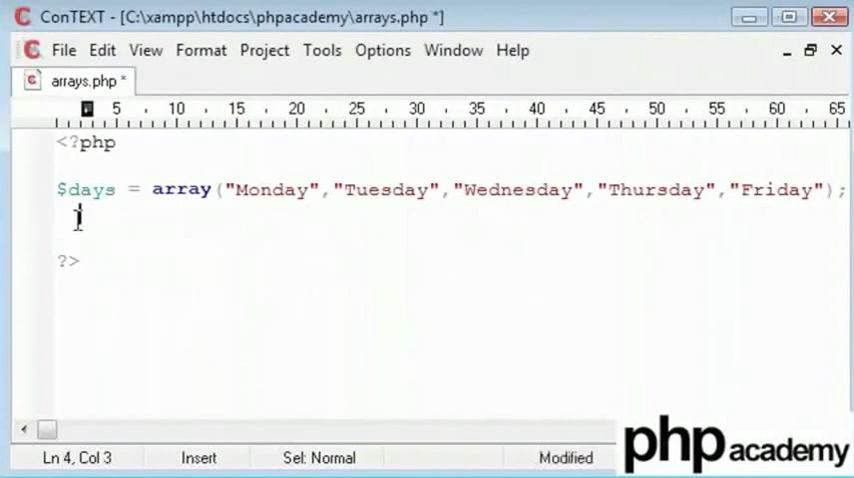 ConTEXT - [C:\xampp\htdocs\phpacademy\arrays.php *]
File Edit View Format Project Tools Options Window Help
arrays.php *
5 10 15 20 25 30 35 40 45 50 55 60 65
<?php
$days = array("Monday","Tuesday","Wednesday","Thursday","Friday");
?>
Ln 4, Col 3 Insert Sel: Normal Modified
php academy